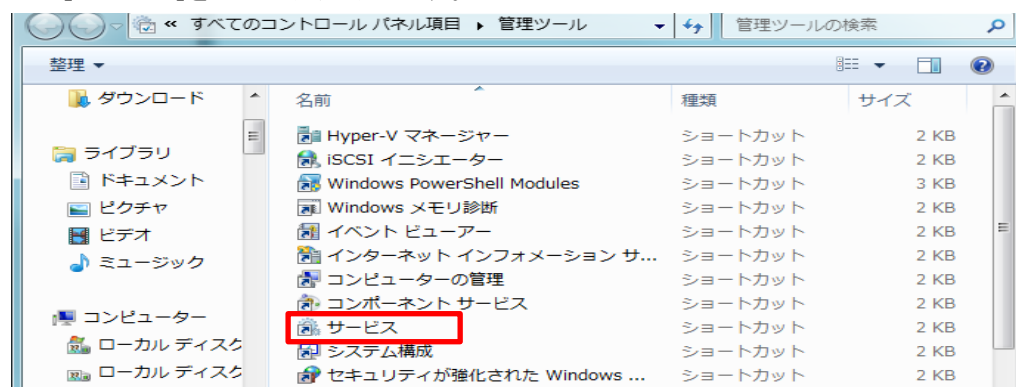 « すべてのコントロール パネル項目 ▶ 管理ツール 管理ツールの検索
整理
ダウンロード
ライブラリ
ドキュメント
ピクチャ
ビデオ
ミュージック
コンピューター
ローカル ディスク
ローカル ディスク
名前 種類 サイズ
Hyper-V マネージャー ショートカット 2 KB
iSCSI イニシエーター ショートカット 2 KB
Windows PowerShell Modules ショートカット 3 KB
Windows メモリ診断 ショートカット 2 KB
イベント ビューアー ショートカット 2 KB
インターネット インフォメーション サ... ショートカット 2 KB
コンピューターの管理 ショートカット 2 KB
コンポーネント サービス ショートカット 2 KB
サービス ショートカット 2 KB
システム構成 ショートカット 2 KB
セキュリティが強化された Windows ... ショートカット 2 KB